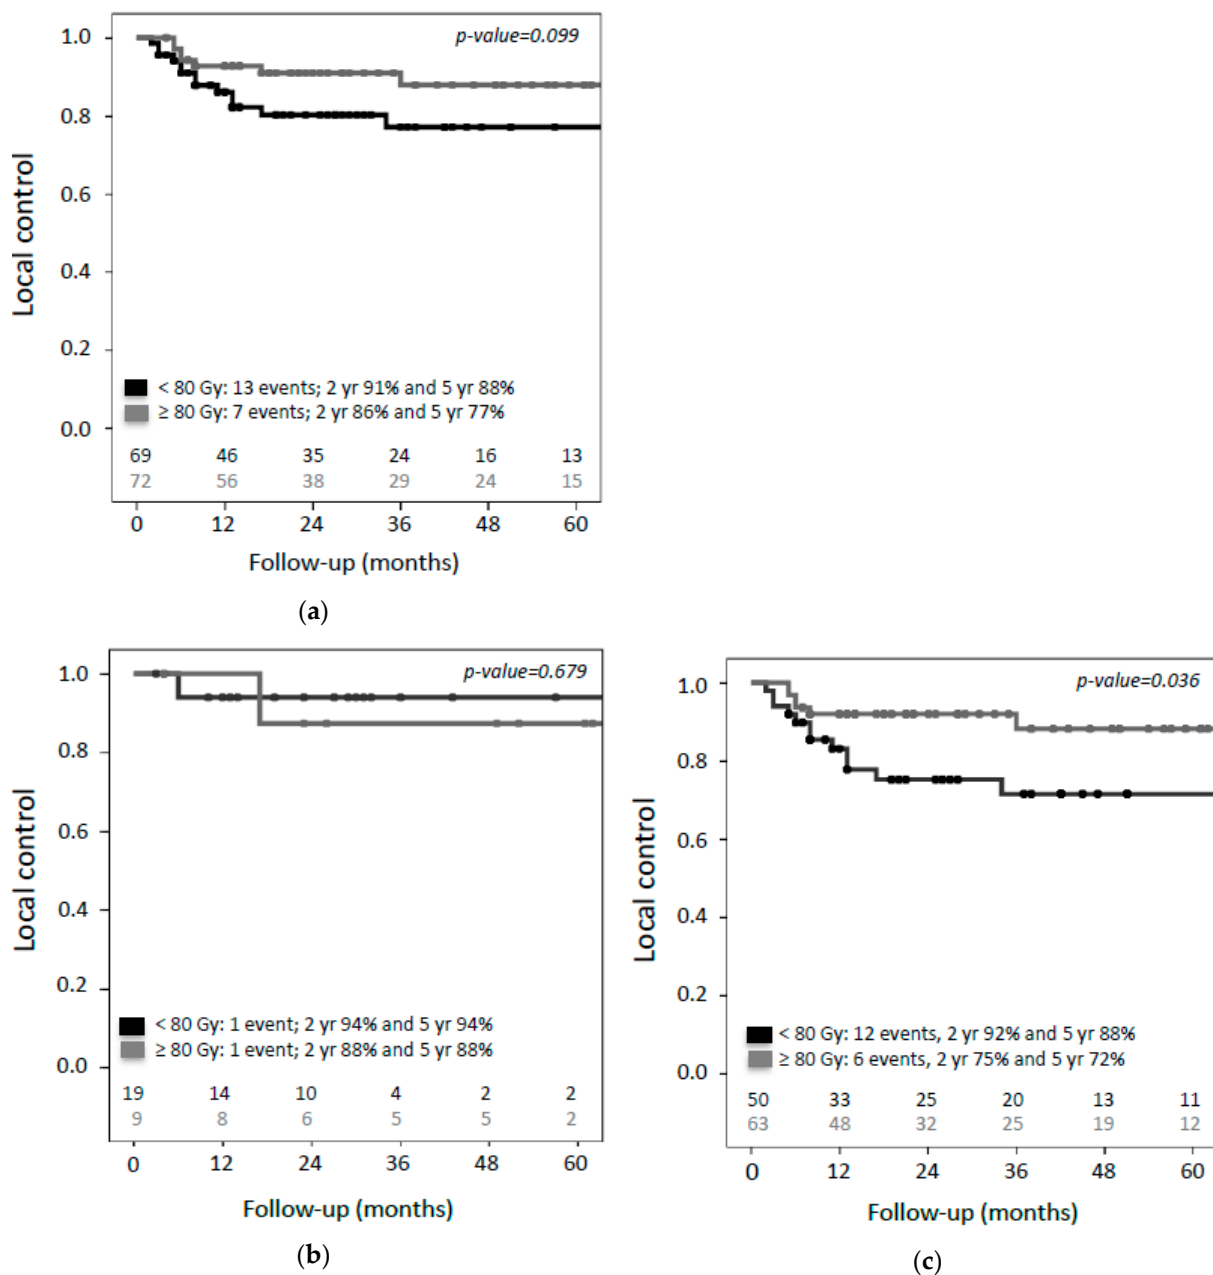 p-value=0.099
1.0
0.8
0.6
0.4
0.2
0.0
Local control
< 80 Gy: 13 events; 2 yr 91% and 5 yr 88%
≥ 80 Gy: 7 events; 2 yr 86% and 5 yr 77%
69 46 35 24 16 13
72 56 38 29 24 15
0 12 24 36 48 60
Follow-up (months)
(a)
p-value=0.679
1.0
0.8
0.6
0.4
0.2
0.0
Local control
< 80 Gy: 1 event; 2 yr 94% and 5 yr 94%
≥ 80 Gy: 1 event; 2 yr 88% and 5 yr 88%
19 14 10 4 2 2
9 8 6 5 5 2
0 12 24 36 48 60
Follow-up (months)
(b)
p-value=0.036
1.0
0.8
0.6
0.4
0.2
0.0
Local control
< 80 Gy: 12 events, 2 yr 92% and 5 yr 88%
≥ 80 Gy: 6 events, 2 yr 75% and 5 yr 72%
50 33 25 20 13 11
63 48 32 25 19 12
0 12 24 36 48 60
Follow-up (months)
(c)